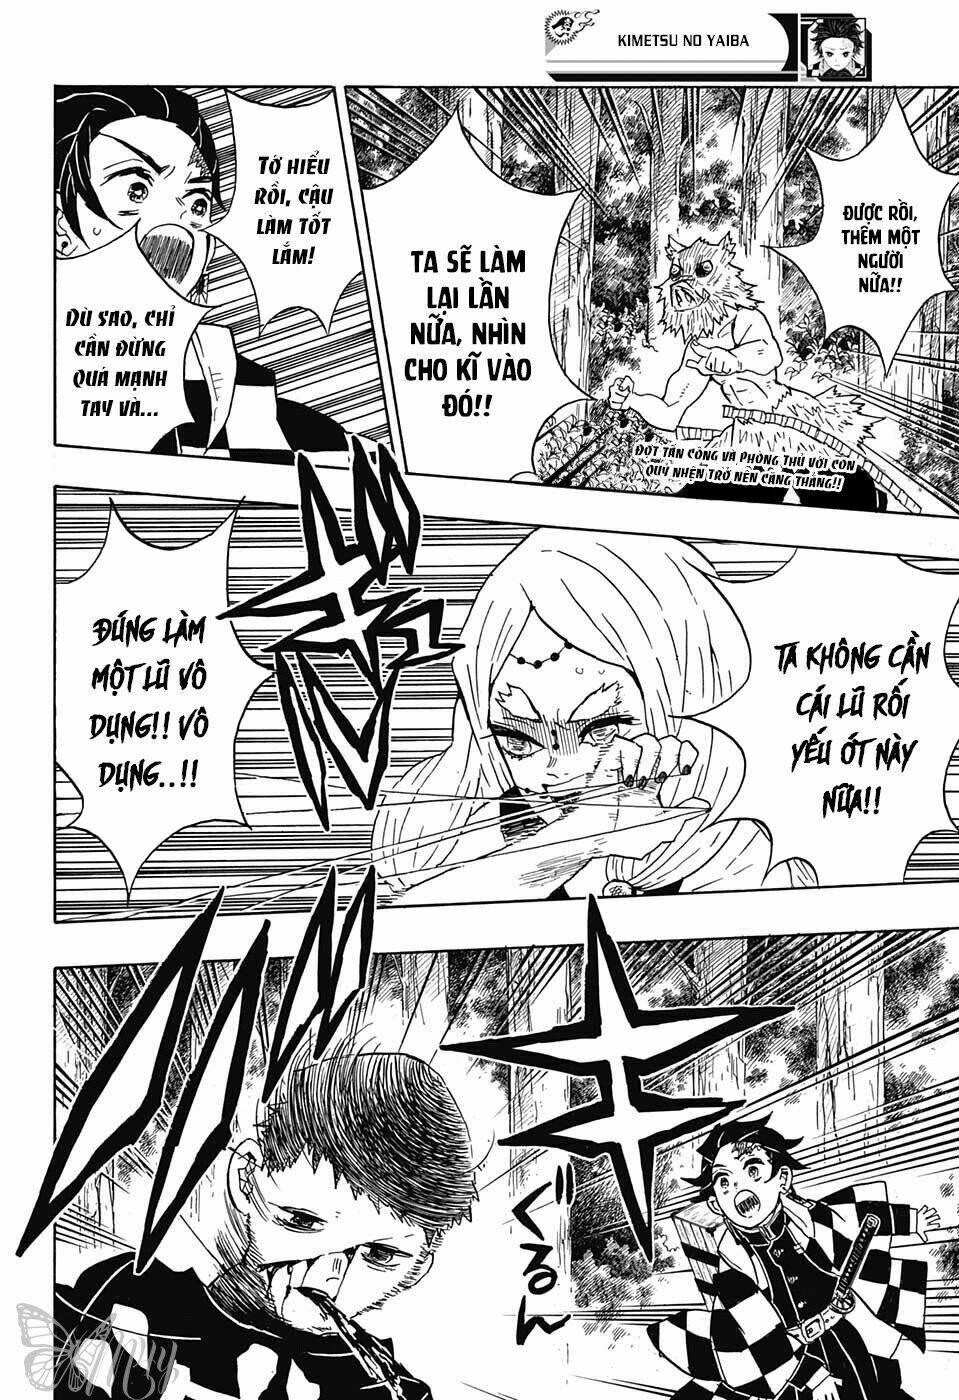 KIMETSU NO YAIBA
ĐƯỢC RỒI,
THÊM MỘT
NGƯỜI
NỮA!!
TA SẼ LÀM
LẠI LẦN
NỮA, NHÌN
CHO KĨ VÀO
ĐÓ!!
ĐỢT TẤN CÔNG VÀ PHÒNG THỦ VỚI CON
QUỶ NHỆN TRỞ NÊN CĂNG THẲNG!!
TỚ HIỂU
RỒI, CẬU
LÀM TỐT
LẮM!
DÙ SAO, CHỈ
CẦN ĐỪNG
QUÁ MẠNH
TAY VÀ...
TA KHÔNG CẦN
CÁI LŨ RỐI
YẾU ỚT NÀY
NỮA!!
ĐÚNG LÀM
MỘT LŨ VÔ
DỤNG!! VÔ
DỤNG..!!
ぐるん